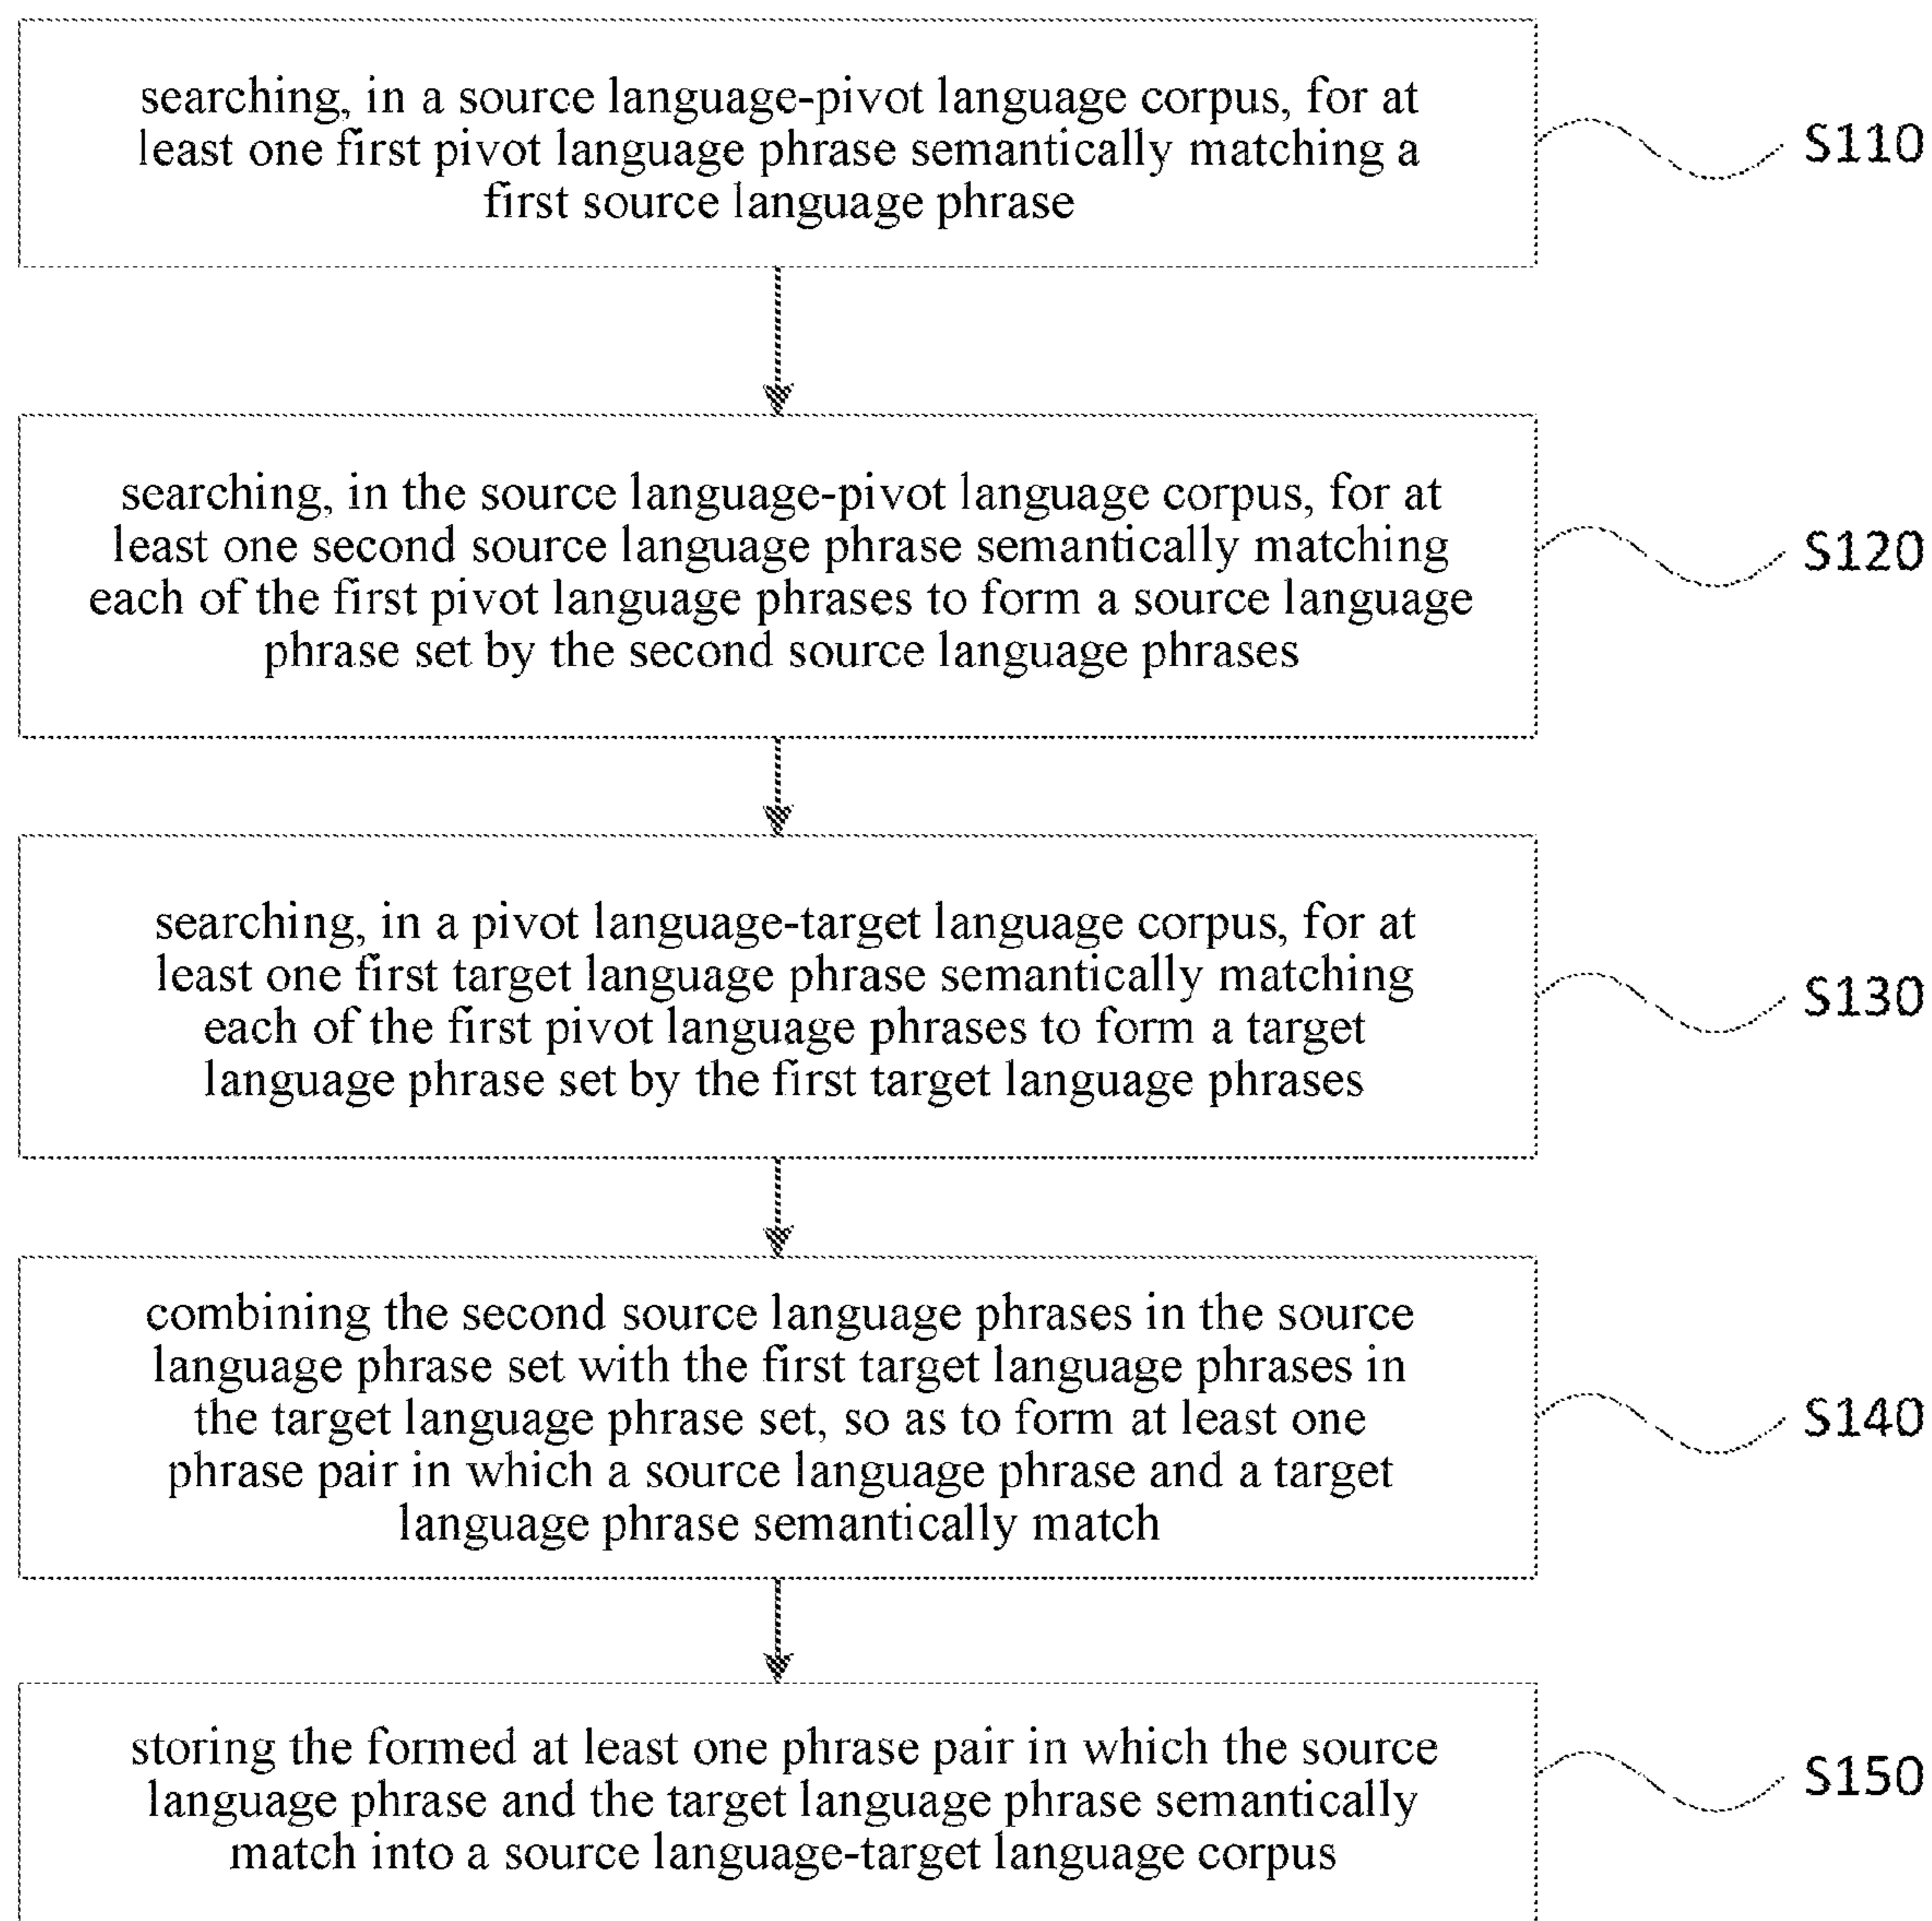 searching, in a source language-pivot language corpus, for at
least one first pivot language phrase semantically matching a
first source language phrase
S110
searching, in the source language-pivot language corpus, for at
least one second source language phrase semantically matching
each of the first pivot language phrases to form a source language
phrase set by the second source language phrases
S120
searching, in a pivot language-target language corpus, for at
least one first target language phrase semantically matching
each of the first pivot language phrases to form a target
language phrase set by the first target language phrases
S130
combining the second source language phrases in the source
language phrase set with the first target language phrases in
the target language phrase set, so as to form at least one
phrase pair in which a source language phrase and a target
language phrase semantically match
S140
storing the formed at least one phrase pair in which the source
language phrase and the target language phrase semantically
match into a source language-target language corpus
S150